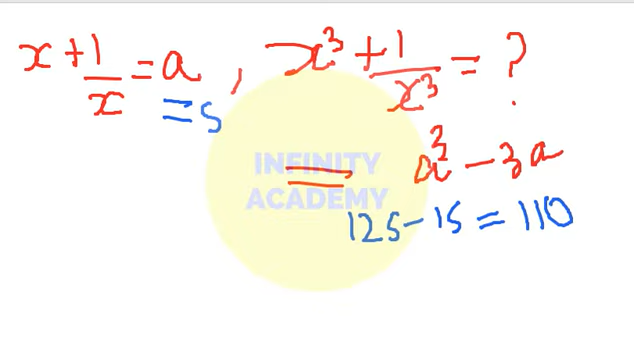 x + 1/x = a , x³ + 1/x³ = ?
= 5
= a³ - 3a
125 - 15 = 110
INFINITY
ACADEMY